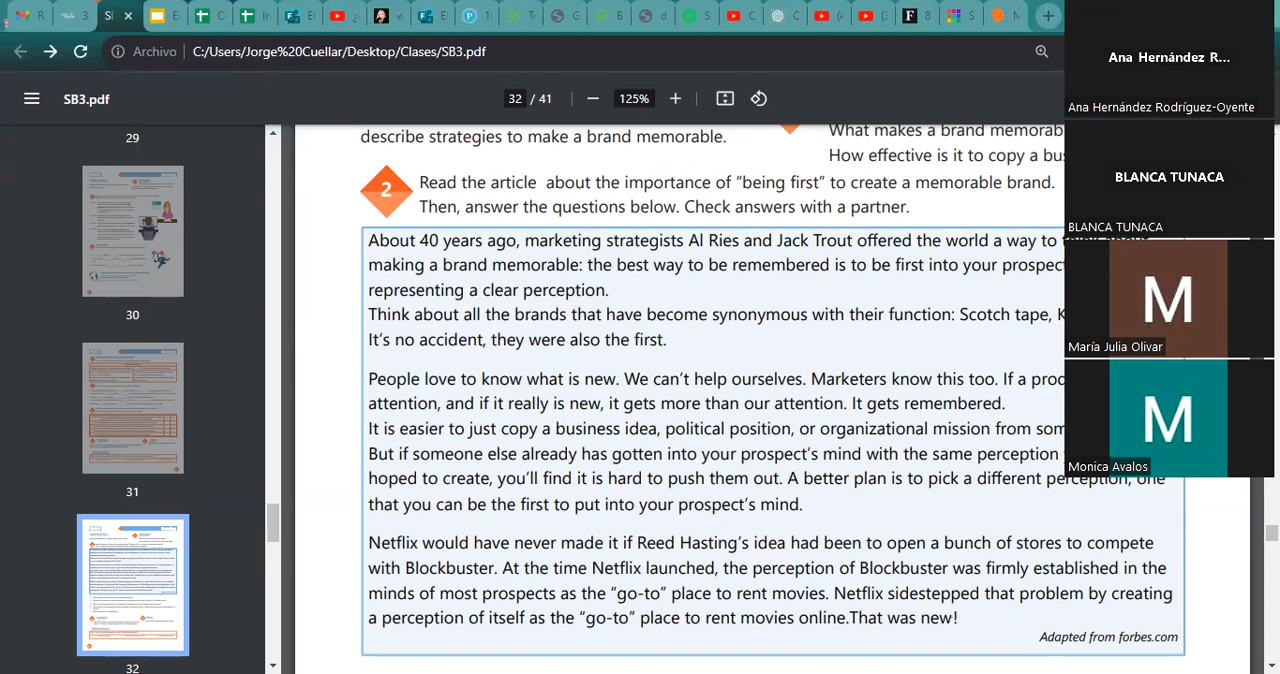 Archivo
C:/Users/Jorge%20Cuellar/Desktop/Clases/SB3.pdf
SB3.pdf
32 / 41
125%
29
30
31
32
describe strategies to make a brand memorable.
What makes a brand
How effective is it to copy a
2
Read the article about the importance of "being first" to create a memorable brand.
Then, answer the questions below. Check answers with a partner.
About 40 years ago, marketing strategists Al Ries and Jack Trout offered the world a way to
making a brand memorable: the best way to be remembered is to be first into your
representing a clear perception.
Think about all the brands that have become synonymous with their function: Scotch tape,
It's no accident, they were also the first.
People love to know what is new. We can't help ourselves. Marketers know this too. If a
attention, and if it really is new, it gets more than our attention. It gets remembered.
It is easier to just copy a business idea, political position, or organizational mission from
But if someone else already has gotten into your prospect's mind with the same perception
hoped to create, you'll find it is hard to push them out. A better plan is to pick a different perception, one
that you can be the first to put into your prospect's mind.
Netflix would have never made it if Reed Hasting's idea had been to open a bunch of stores to compete
with Blockbuster. At the time Netflix launched, the perception of Blockbuster was firmly established in the
minds of most prospects as the "go-to" place to rent movies. Netflix sidestepped that problem by creating
a perception of itself as the "go-to" place to rent movies online.That was new!
Adapted from forbes.com
Ana Hernández R...
Ana Hernández Rodríguez-Oyente
BLANCA TUNACA
BLANCA TUNACA
M
María Julia Olivar
M
Monica Avalos